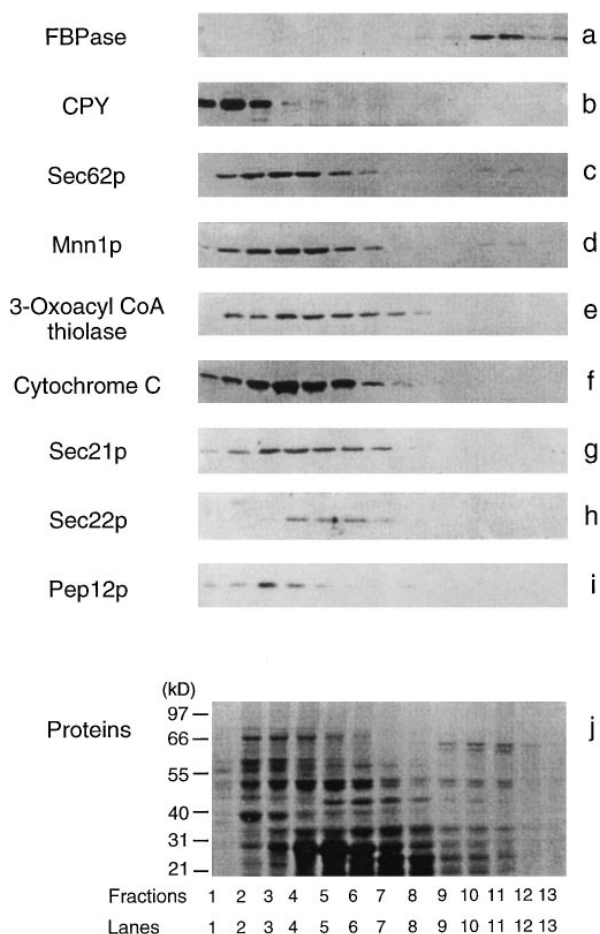 FBPase a
CPY b
Sec62p c
Mnn1p d
3-Oxoacyl CoA
thiolase e
Cytochrome C f
Sec21p g
Sec22p h
Pep12p i
(kD)
Proteins 97 j
66
55
40
31
21
Fractions 1 2 3 4 5 6 7 8 9 10 11 12 13
Lanes 1 2 3 4 5 6 7 8 9 10 11 12 13